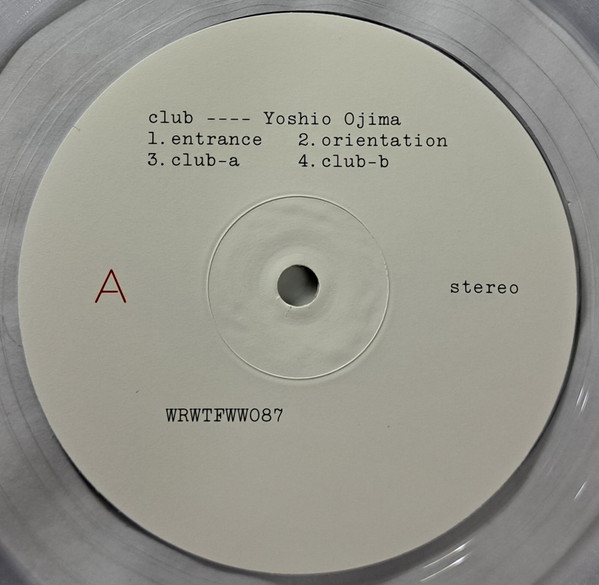 club ---- Yoshio Ojima
1.entrance 2.orientation
3.club-a 4.club-b
A
stereo
WRWTFWW087